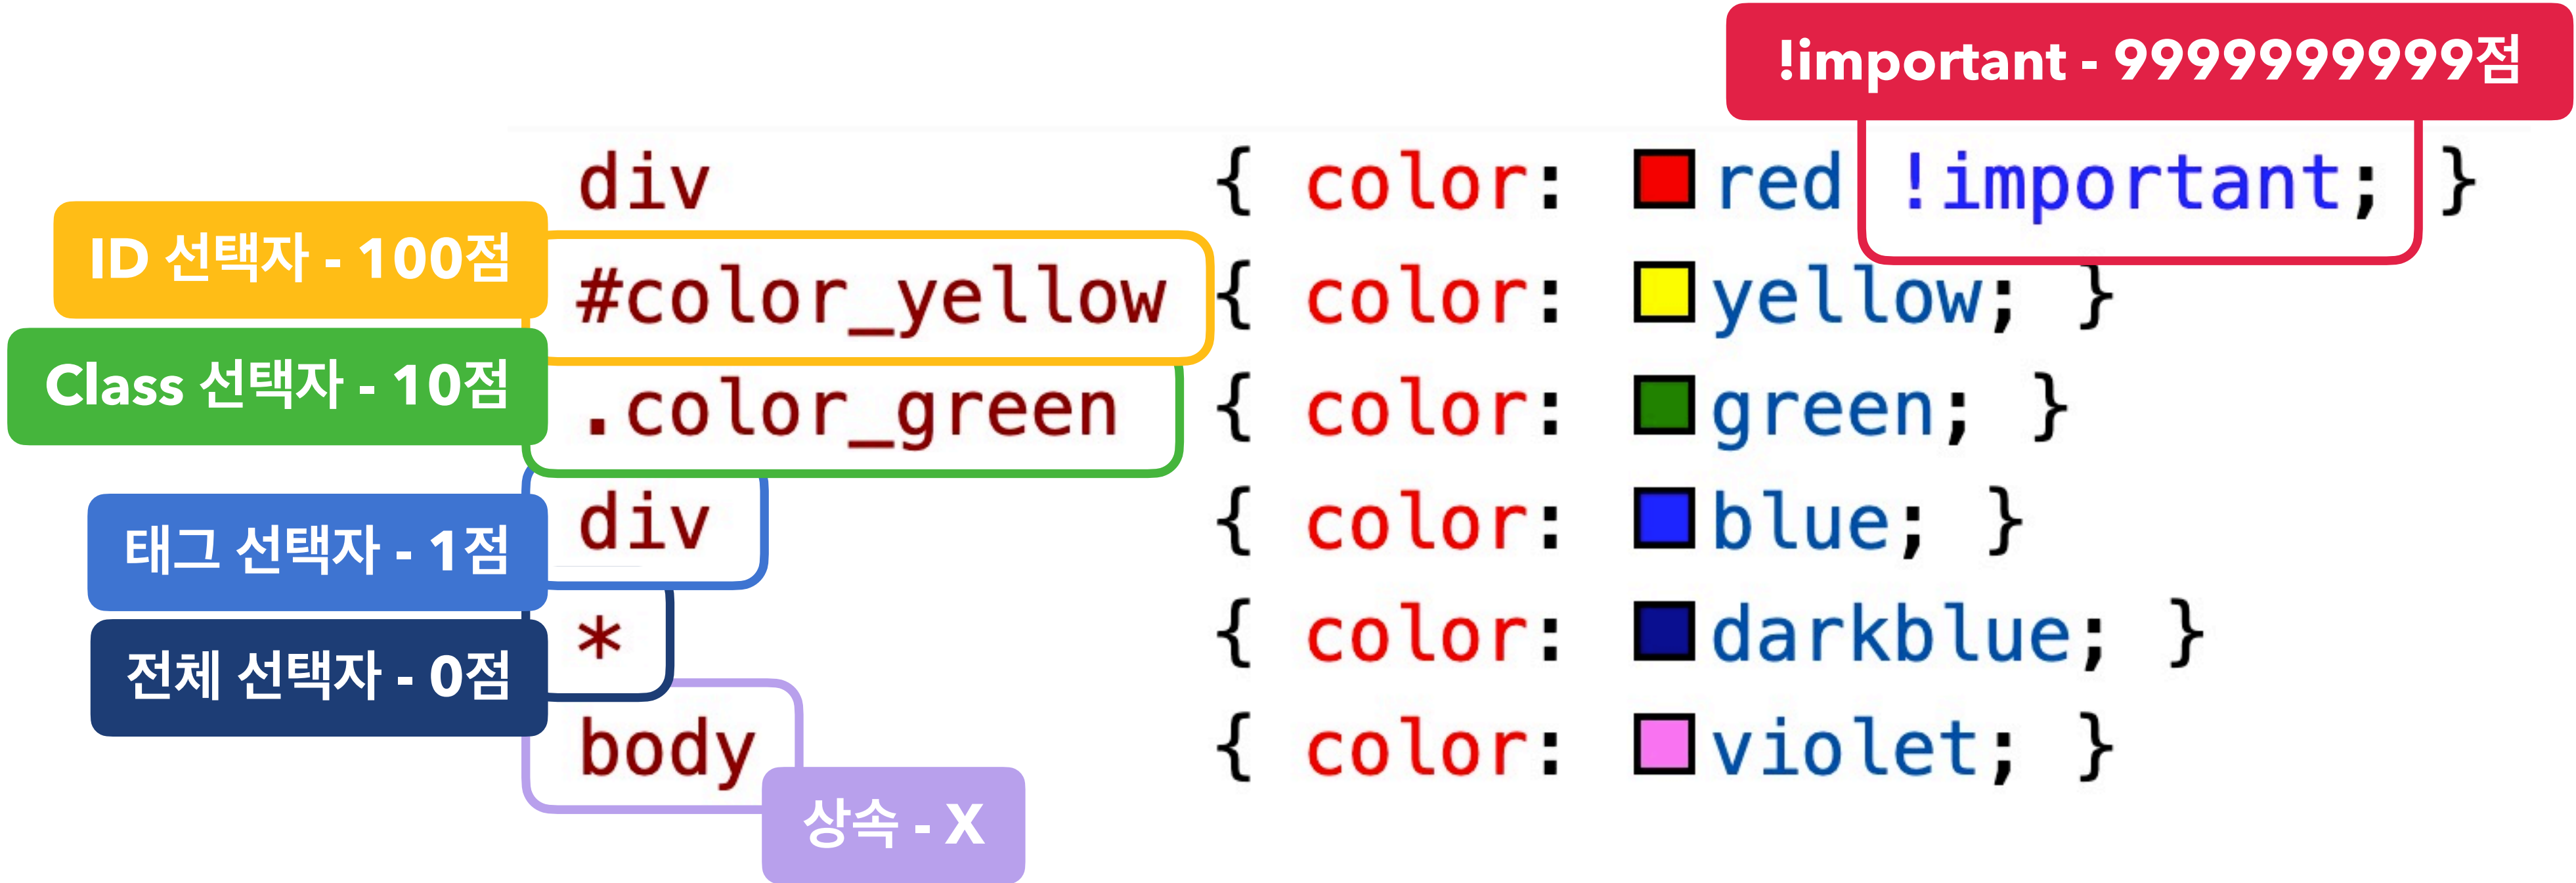 !important - 9999999999점
div { color: red !important; }
ID 선택자 - 100점
#color_yellow { color: yellow; }
Class 선택자 - 10점
.color_green { color: green; }
태그 선택자 - 1점
div { color: blue; }
전체 선택자 - 0점
* { color: darkblue; }
body { color: violet; }
상속 - X